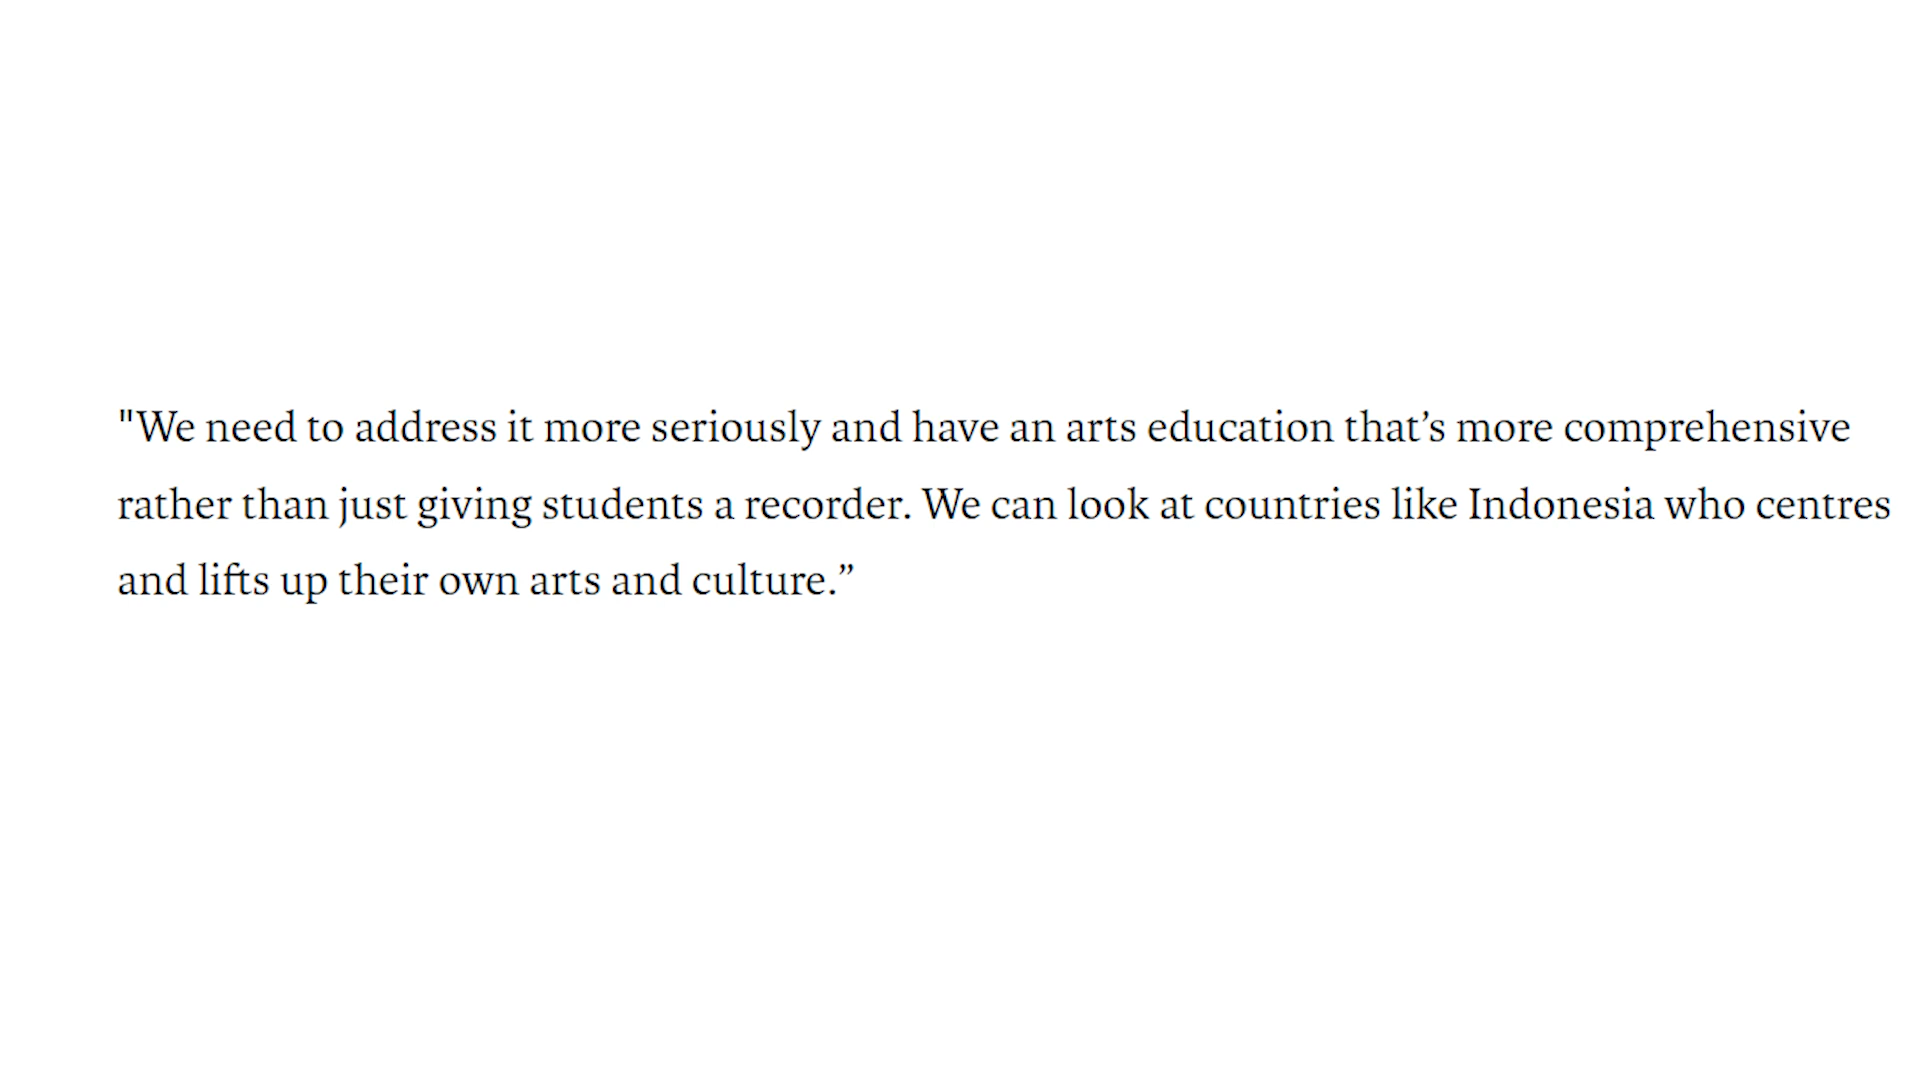 "We need to address it more seriously and have an arts education that’s more comprehensive
rather than just giving students a recorder. We can look at countries like Indonesia who centres
and lifts up their own arts and culture.”